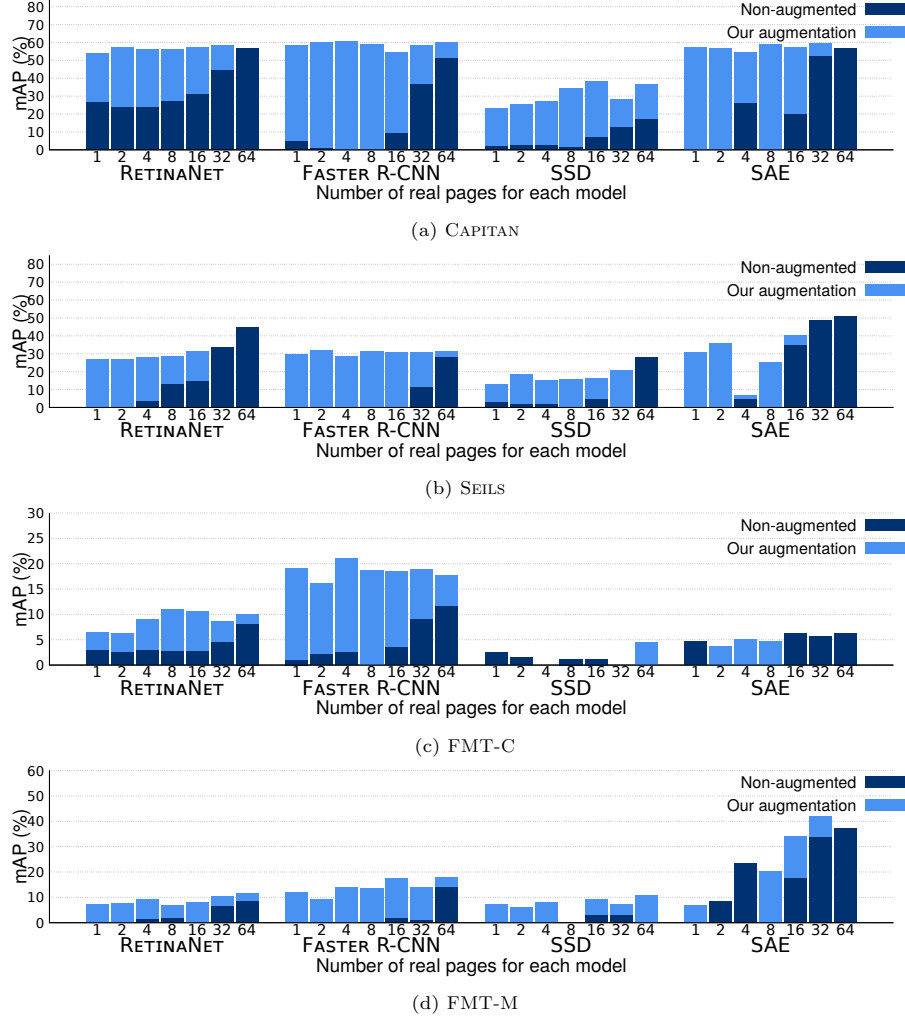 80
70
60
50
40
30
20
10
0
mAP (%)
Non-augmented
Our augmentation
1 2 4 8 16 32 64 1 2 4 8 16 32 64 1 2 4 8 16 32 64 1 2 4 8 16 32 64
RETINANET FASTER R-CNN SSD SAE
Number of real pages for each model
(a) CAPITAN
80
70
60
50
40
30
20
10
0
mAP (%)
Non-augmented
Our augmentation
1 2 4 8 16 32 64 1 2 4 8 16 32 64 1 2 4 8 16 32 64 1 2 4 8 16 32 64
RETINANET FASTER R-CNN SSD SAE
Number of real pages for each model
(b) SEILS
30
25
20
15
10
5
0
mAP (%)
Non-augmented
Our augmentation
1 2 4 8 16 32 64 1 2 4 8 16 32 64 1 2 4 8 16 32 64 1 2 4 8 16 32 64
RETINANET FASTER R-CNN SSD SAE
Number of real pages for each model
(c) FMT-C
60
50
40
30
20
10
0
mAP (%)
Non-augmented
Our augmentation
1 2 4 8 16 32 64 1 2 4 8 16 32 64 1 2 4 8 16 32 64 1 2 4 8 16 32 64
RETINANET FASTER R-CNN SSD SAE
Number of real pages for each model
(d) FMT-M